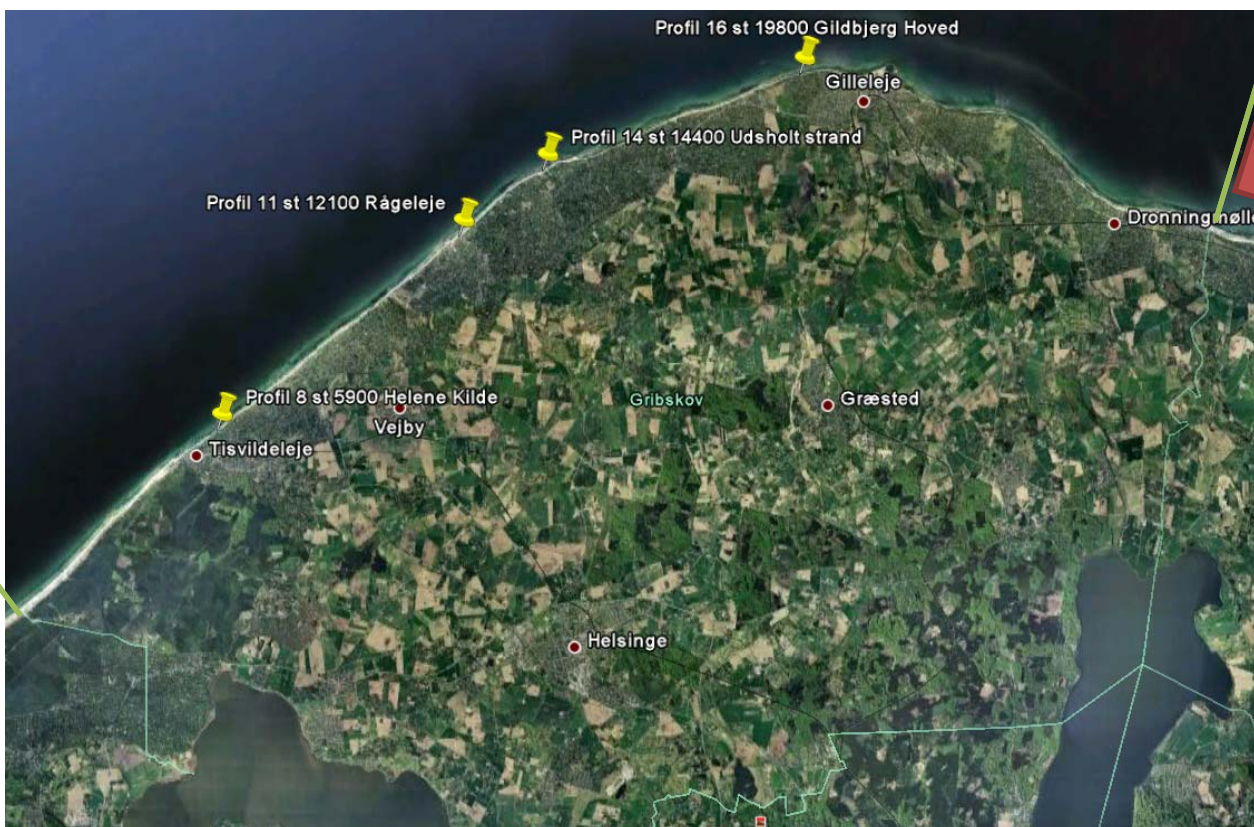 Profil 16 st 19800 Gildbjerg Hoved
Gilleleje
Profil 14 st 14400 Udsholt strand
Profil 11 st 12100 Rågeleje
Dronningmølle
Profil 8 st 5900 Helene Kilde
Gribskov
Græsted
Vejby
Tisvildeleje
Helsinge